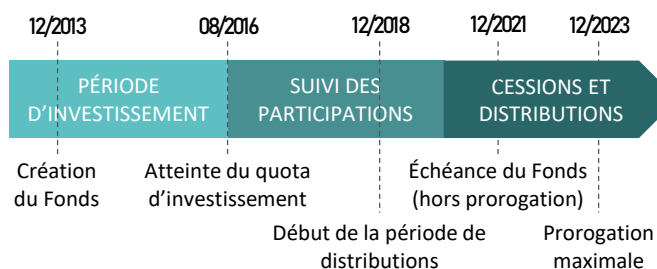 12/2013 08/2016 12/2018 12/2021 12/2023
PÉRIODE
D'INVESTISSEMENT
SUIVI DES
PARTICIPATIONS
CESSIONS ET
DISTRIBUTIONS
Création
du Fonds
Atteinte du quota
d'investissement
Échéance du Fonds
(hors prorogation)
Début de la période de
distributions
Prorogation
maximale